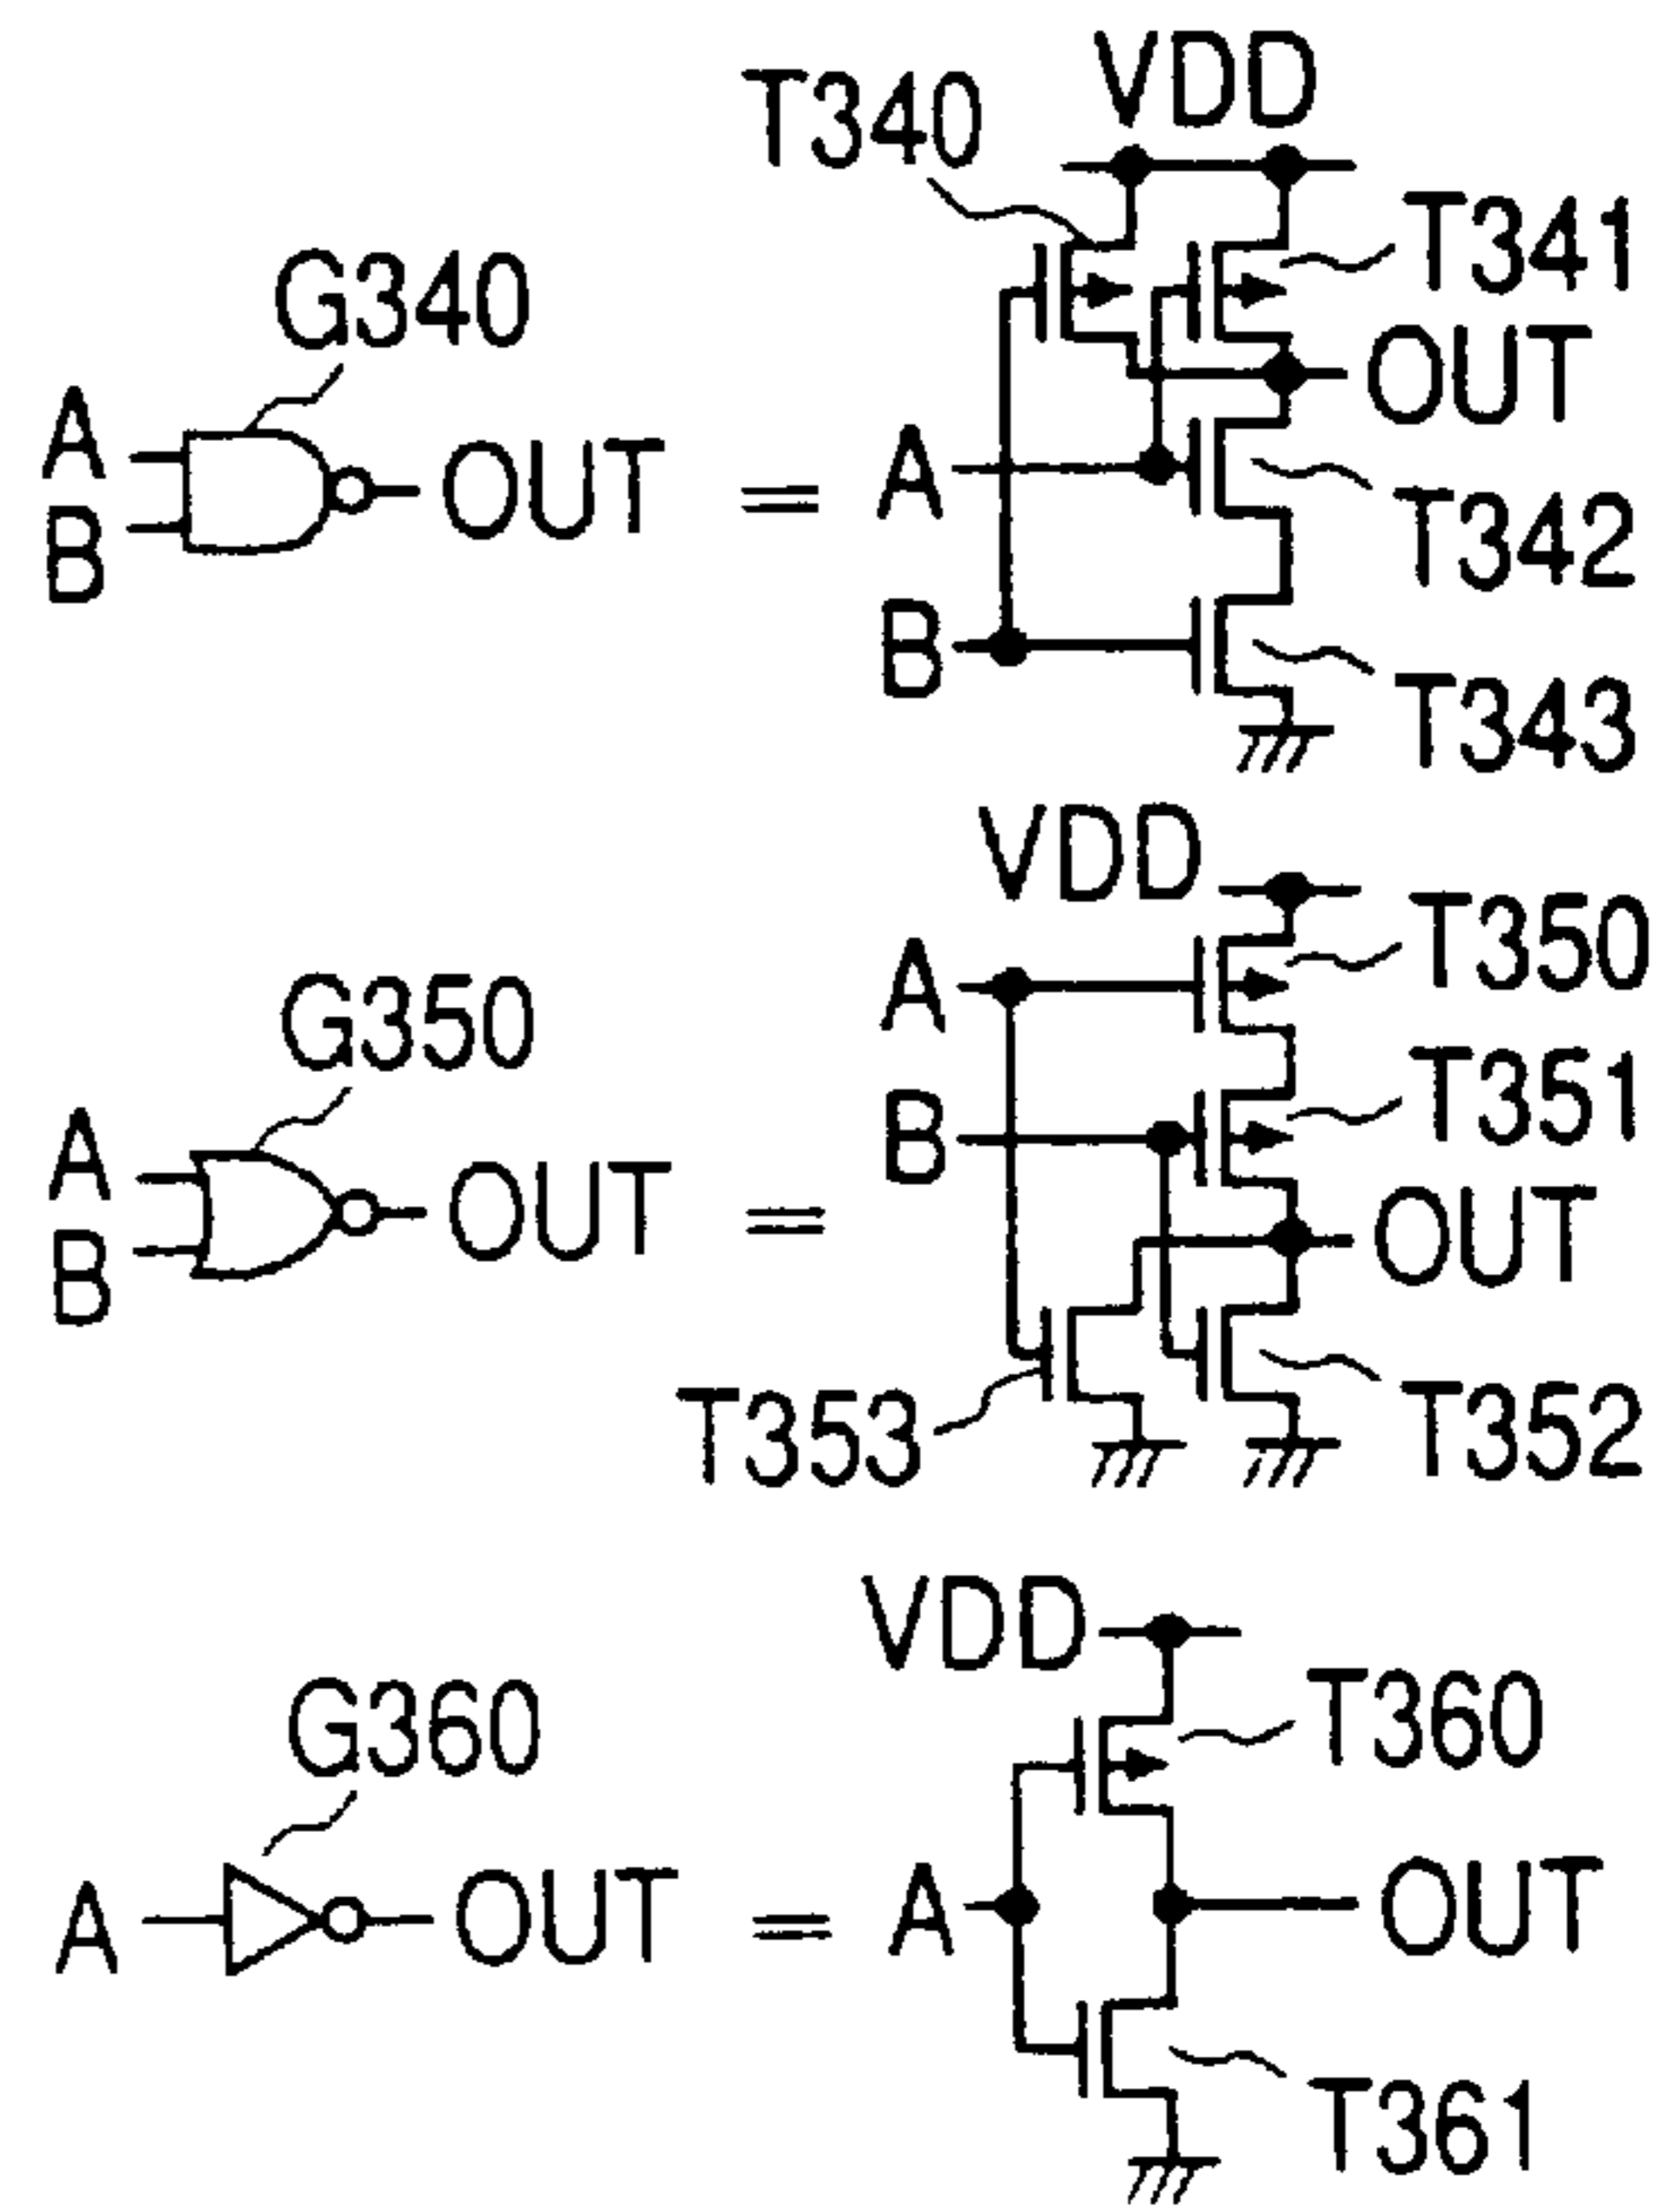 VDD
T340
T341
G340
A
B
OUT
=
A
B
OUT
T342
T343
VDD
T350
A
G350
T351
B
A
B
OUT
=
OUT
T353
T352
VDD
T360
G360
A
OUT
=
A
OUT
T361